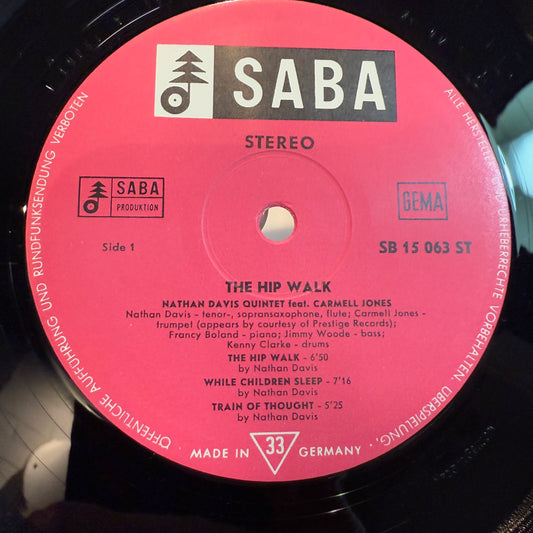 SABA
STEREO
SABA
PRODUKTION
GEMA
Side 1
SB 15 063 ST
THE HIP WALK
NATHAN DAVIS QUINTET feat. CARMELL JONES
Nathan Davis - tenor-, sopransaxophone, flute; Carmell Jones -
trumpet (appears by courtesy of Prestige Records);
Francy Boland - piano; Jimmy Woode - bass;
Kenny Clarke - drums
THE HIP WALK - 6'50
by Nathan Davis
WHILE CHILDREN SLEEP - 7'16
by Nathan Davis
TRAIN OF THOUGHT - 5'25
by Nathan Davis
MADE IN 33 GERMANY
ALLE HERSTELLER- URHEBERRECHTE VORBEHALTEN. ÜBERSPIELUNG,
ÖFFENTLICHE AUFFÜHRUNG UND RUNDFUNKSENDUNG VERBOTEN